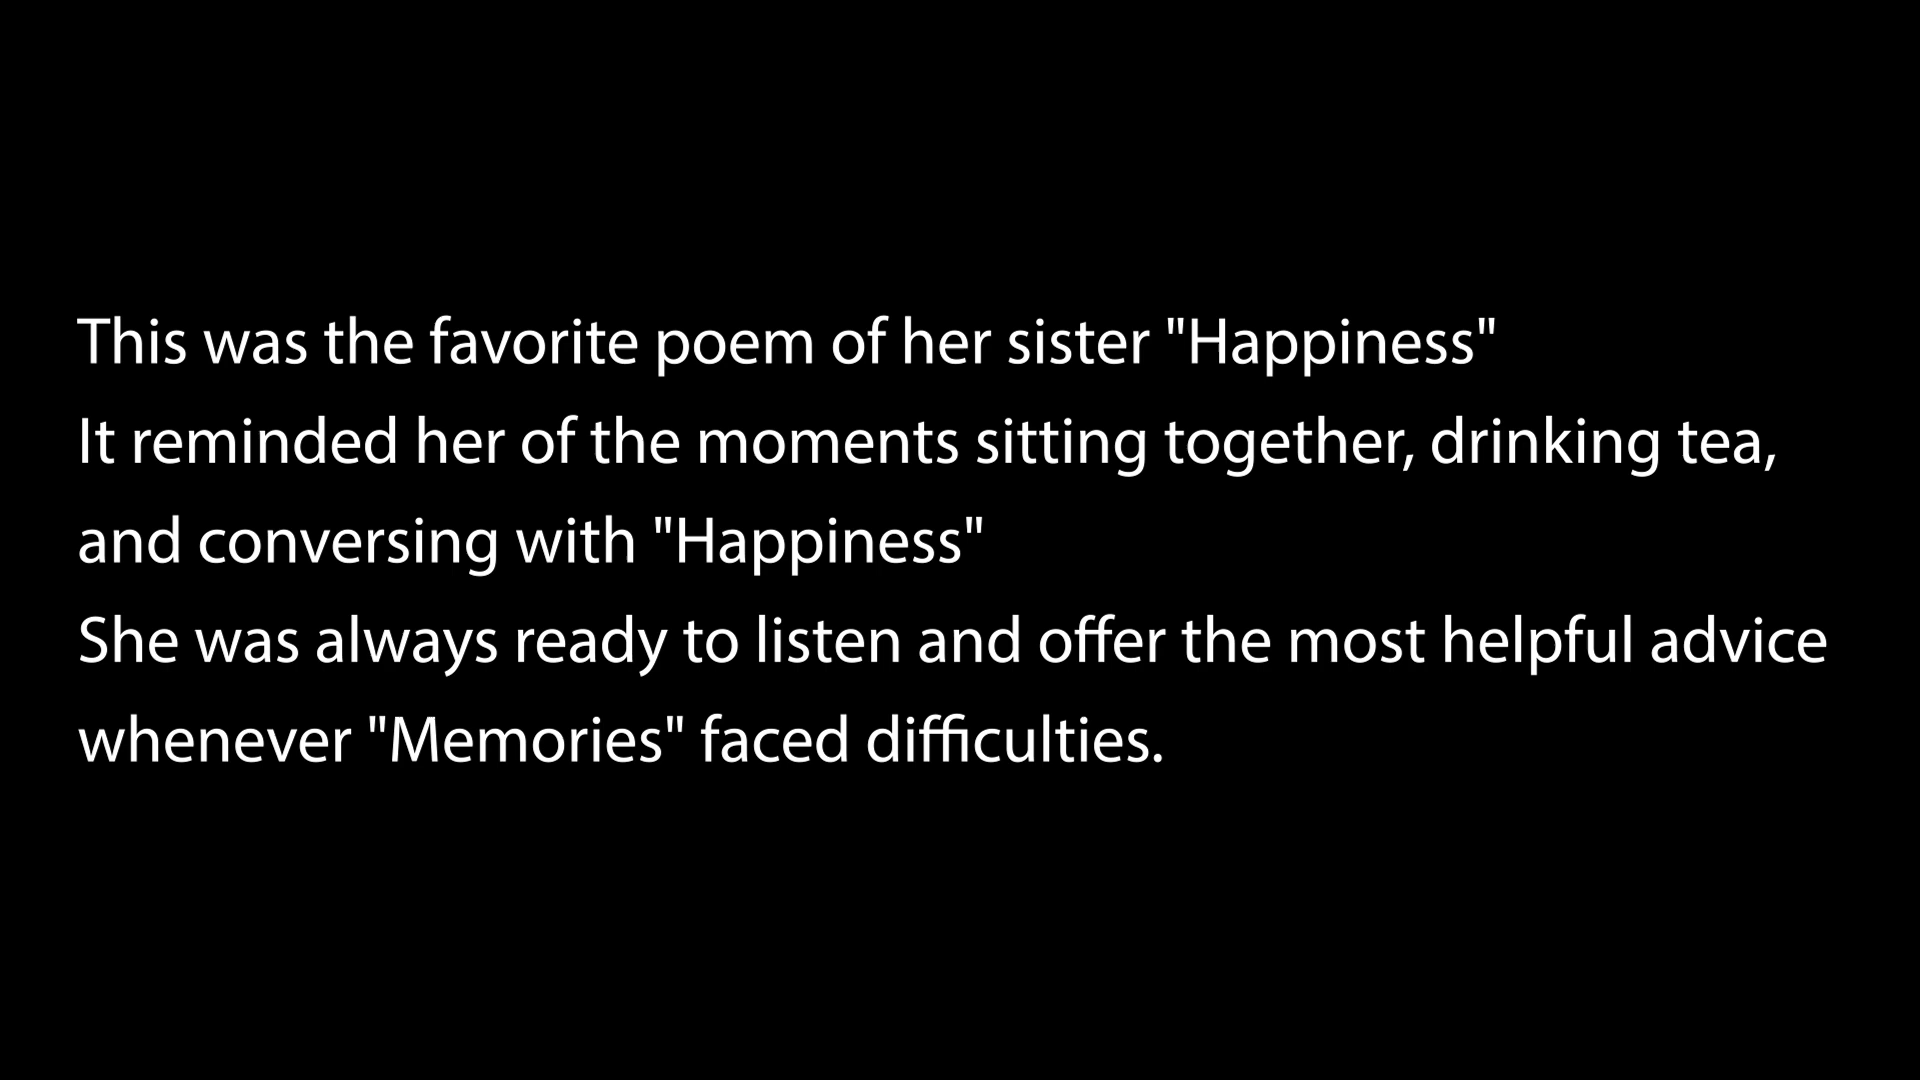 This was the favorite poem of her sister "Happiness"
It reminded her of the moments sitting together, drinking tea,
and conversing with "Happiness"
She was always ready to listen and offer the most helpful advice
whenever "Memories" faced difficulties.